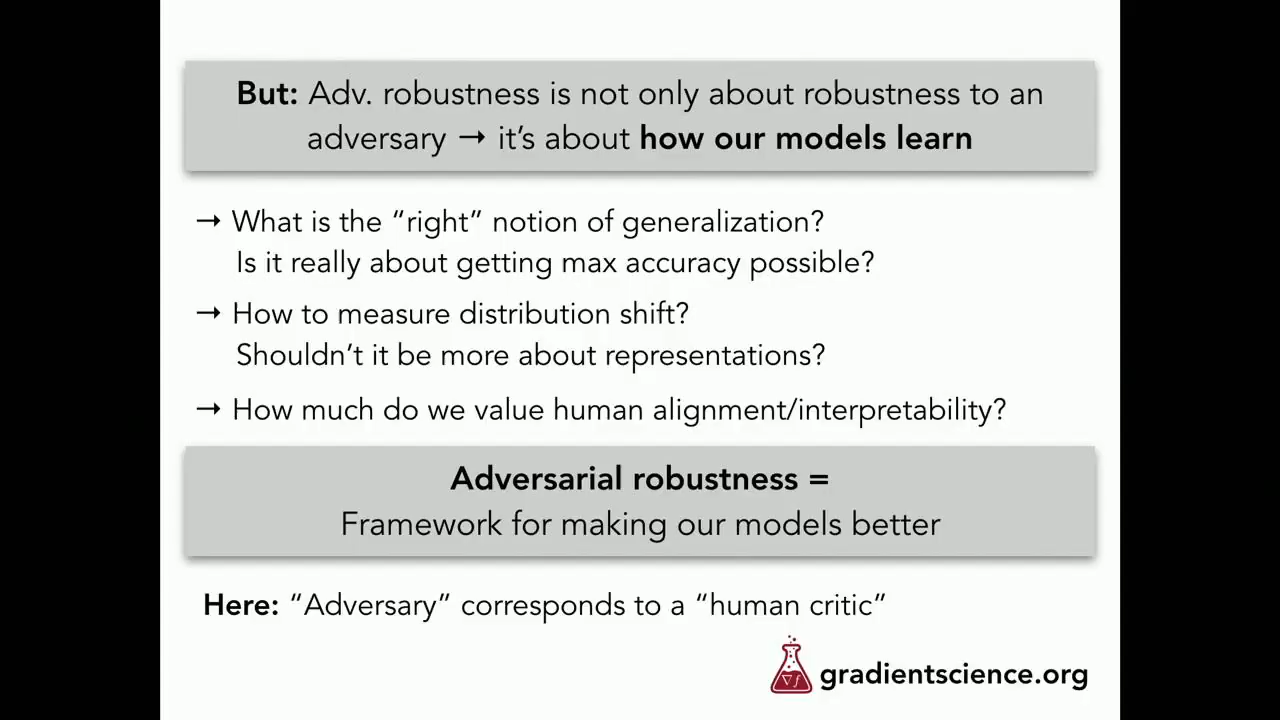 But: Adv. robustness is not only about robustness to an
adversary → it's about how our models learn
→ What is the “right” notion of generalization?
Is it really about getting max accuracy possible?
→ How to measure distribution shift?
Shouldn't it be more about representations?
→ How much do we value human alignment/interpretability?
Adversarial robustness =
Framework for making our models better
Here: “Adversary” corresponds to a “human critic”
∇f
gradientscience.org